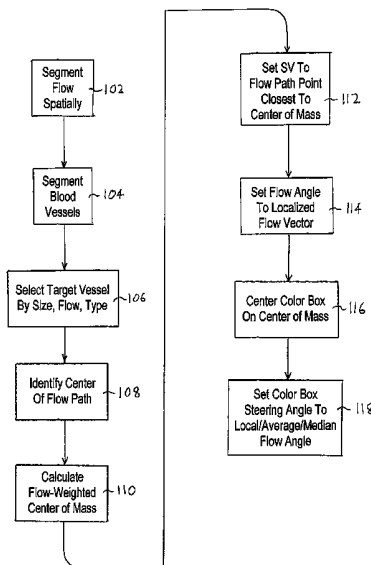 Segment
Flow
Spatially
102
Segment
Blood
Vessels
104
Select Target Vessel
By Size, Flow, Type
106
Identify Center
Of Flow Path
108
Calculate
Flow-Weighted
Center of Mass
110
Set SV To
Flow Path Point
Closest To
Center of Mass
112
Set Flow Angle
To Localized
Flow Vector
114
Center Color Box
On Center of Mass
116
Set Color Box
Steering Angle To
Local/Average/Median
Flow Angle
118